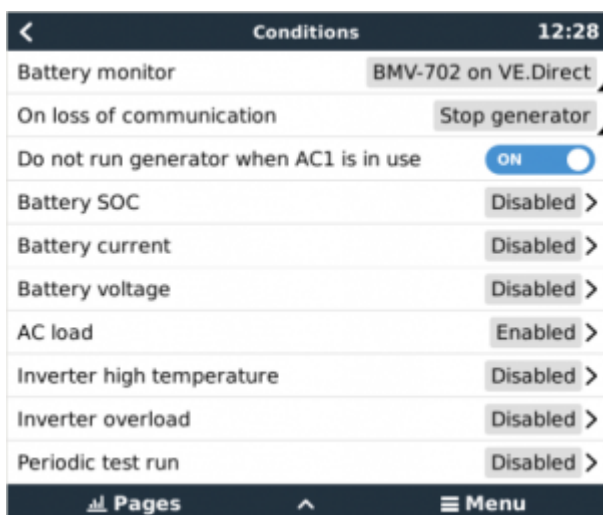 Conditions 12:28
Battery monitor BMV-702 on VE.Direct
On loss of communication Stop generator
Do not run generator when AC1 is in use ON
Battery SOC Disabled
Battery current Disabled
Battery voltage Disabled
AC load Enabled
Inverter high temperature Disabled
Inverter overload Disabled
Periodic test run Disabled
Pages Menu